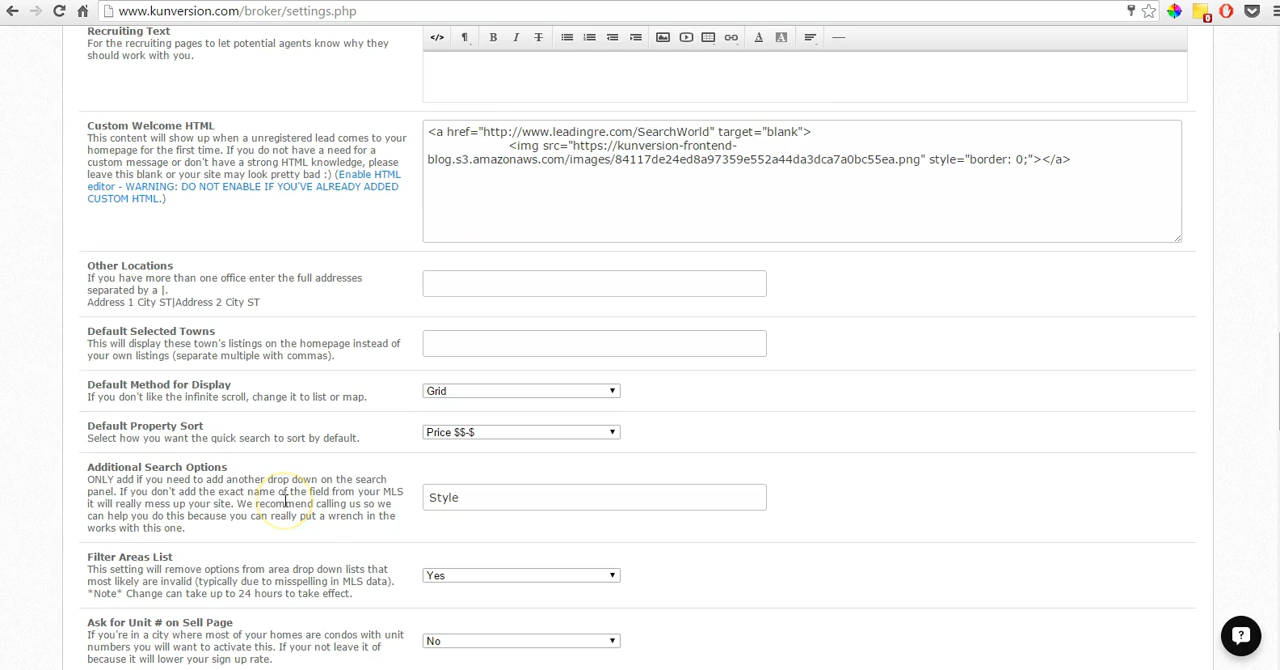 www.kunversion.com/broker/settings.php
0
Recruiting Text
For the recruiting pages to let potential agents know why they
should work with you.
Custom Welcome HTML
This content will show up when a unregistered lead comes to your
homepage for the first time. If you do not have a need for a
custom message or don't have a strong HTML knowledge, please
leave this blank or your site may look pretty bad :) (Enable HTML
editor - WARNING: DO NOT ENABLE IF YOU'VE ALREADY ADDED
CUSTOM HTML.)
<a href="http://www.leadingre.com/SearchWorld" target="blank">
<img src="https://kunversion-frontend-
blog.s3.amazonaws.com/images/84117de24ed8a97359e552a44da3dca7a0bc55ea.png" style="border: 0;"></a>
Other Locations
If you have more than one office enter the full addresses
separated by a |.
Address 1 City ST|Address 2 City ST
Default Selected Towns
This will display these town's listings on the homepage instead of
your own listings (separate multiple with commas).
Default Method for Display
If you don't like the infinite scroll, change it to list or map.
Grid
Default Property Sort
Select how you want the quick search to sort by default.
Price $$-$
Additional Search Options
ONLY add if you need to add another drop down on the search
panel. If you don't add the exact name of the field from your MLS
it will really mess up your site. We recommend calling us so we
can help you do this because you can really put a wrench in the
works with this one.
Style
Filter Areas List
This setting will remove options from area drop down lists that
most likely are invalid (typically due to misspelling in MLS data).
*Note* Change can take up to 24 hours to take effect.
Yes
Ask for Unit # on Sell Page
If you're in a city where most of your homes are condos with unit
numbers you will want to activate this. If your not leave it of
because it will lower your sign up rate.
No